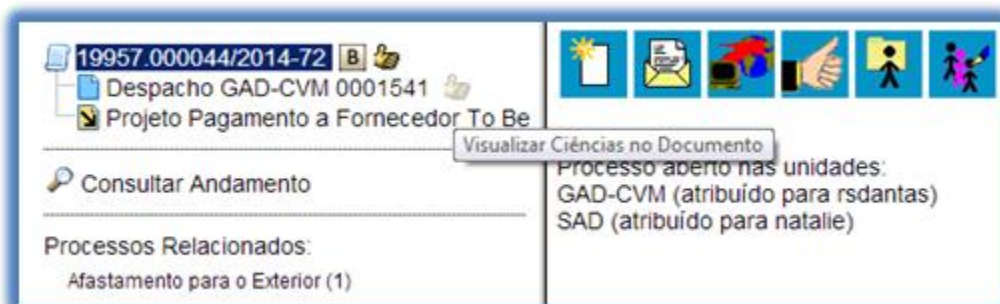 19957.000044/2014-72 B
Despacho GAD-CVM 0001541
Projeto Pagamento a Fornecedor To Be
Visualizar Ciências no Documento
Consultar Andamento
Processos Relacionados:
Afastamento para o Exterior (1)
Processo aberto nas unidades:
GAD-CVM (atribuído para rsdantas)
SAD (atribuído para natalie)